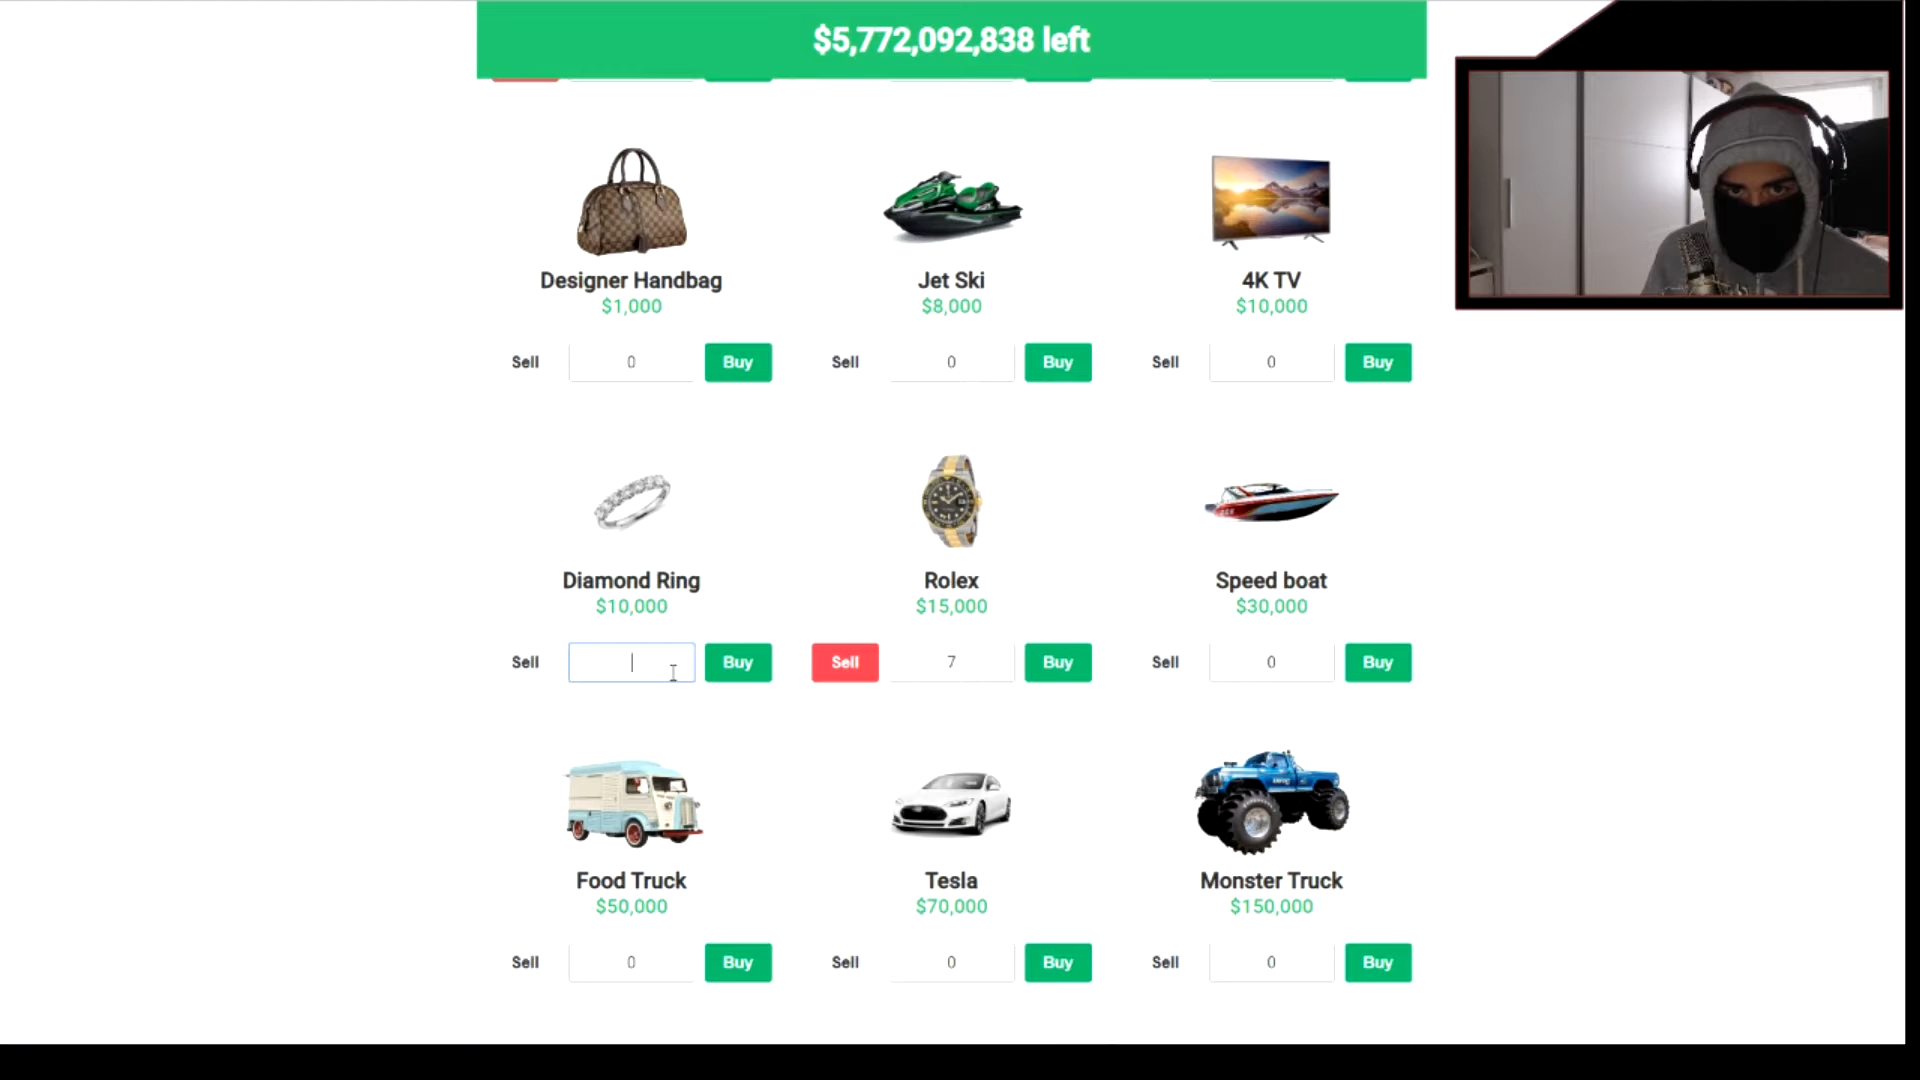 $5,772,092,838 left
Designer Handbag
$1,000
Sell 0 Buy
Jet Ski
$8,000
Sell 0 Buy
4K TV
$10,000
Sell 0 Buy
Diamond Ring
$10,000
Sell Buy
Rolex
$15,000
Sell 7 Buy
Speed boat
$30,000
Sell 0 Buy
Food Truck
$50,000
Sell 0 Buy
Tesla
$70,000
Sell 0 Buy
Monster Truck
$150,000
Sell 0 Buy